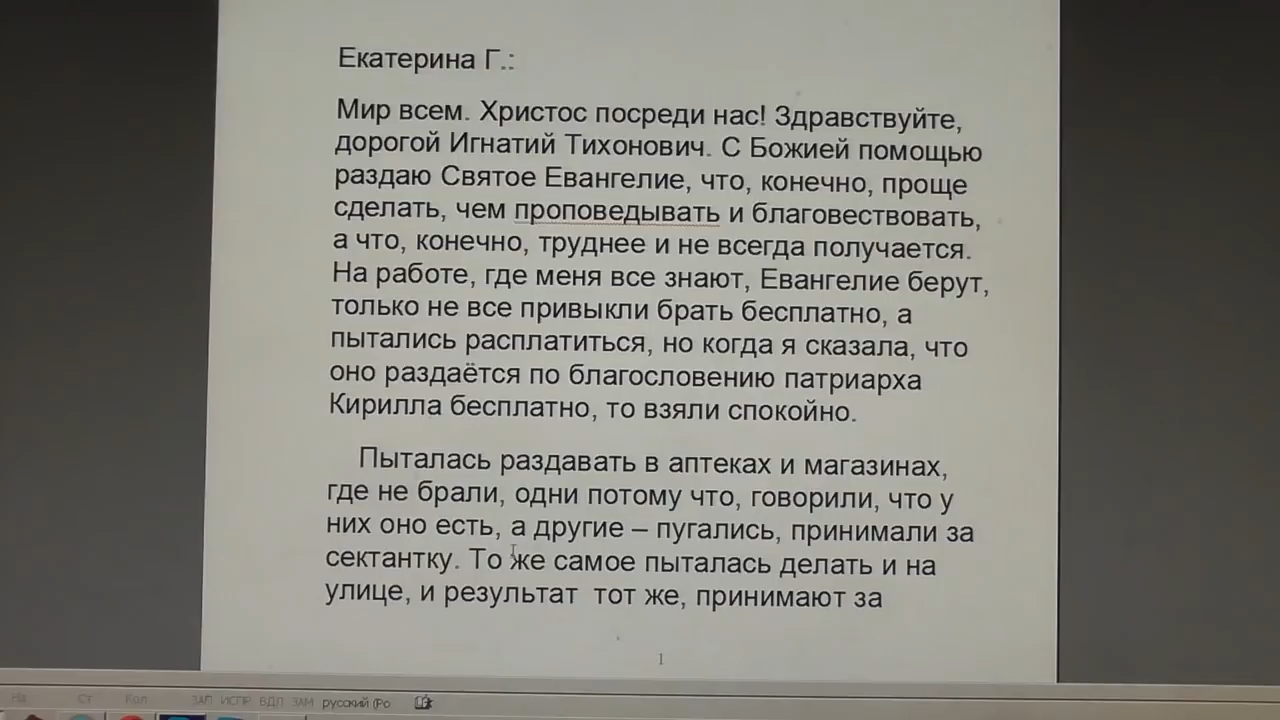 Екатерина Г.:
Мир всем. Христос посреди нас! Здравствуйте,
дорогой Игнатий Тихонович. С Божией помощью
раздаю Святое Евангелие, что, конечно, проще
сделать, чем проповедывать и благовествовать,
а что, конечно, труднее и не всегда получается.
На работе, где меня все знают, Евангелие берут,
только не все привыкли брать бесплатно, а
пытались расплатиться, но когда я сказала, что
оно раздаётся по благословению патриарха
Кирилла бесплатно, то взяли спокойно.
Пыталась раздавать в аптеках и магазинах,
где не брали, одни потому что, говорили, что у
них оно есть, а другие – пугались, принимали за
сектантку. То же самое пыталась делать и на
улице, и результат  тот же, принимают за
1
На Ст Кол ЗАП ИСПР ВДЛ ЗАМ русский (Ро